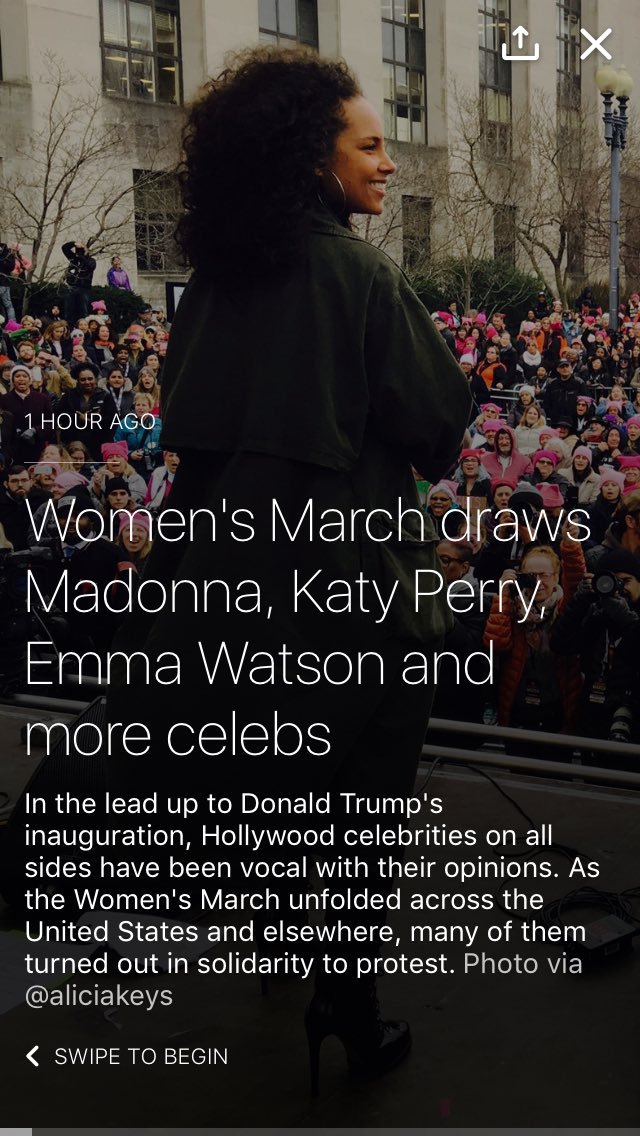 1 HOUR AGO
Women's March draws
Madonna, Katy Perry,
Emma Watson and
more celebs
In the lead up to Donald Trump's
inauguration, Hollywood celebrities on all
sides have been vocal with their opinions. As
the Women's March unfolded across the
United States and elsewhere, many of them
turned out in solidarity to protest. Photo via
@aliciakeys
SWIPE TO BEGIN